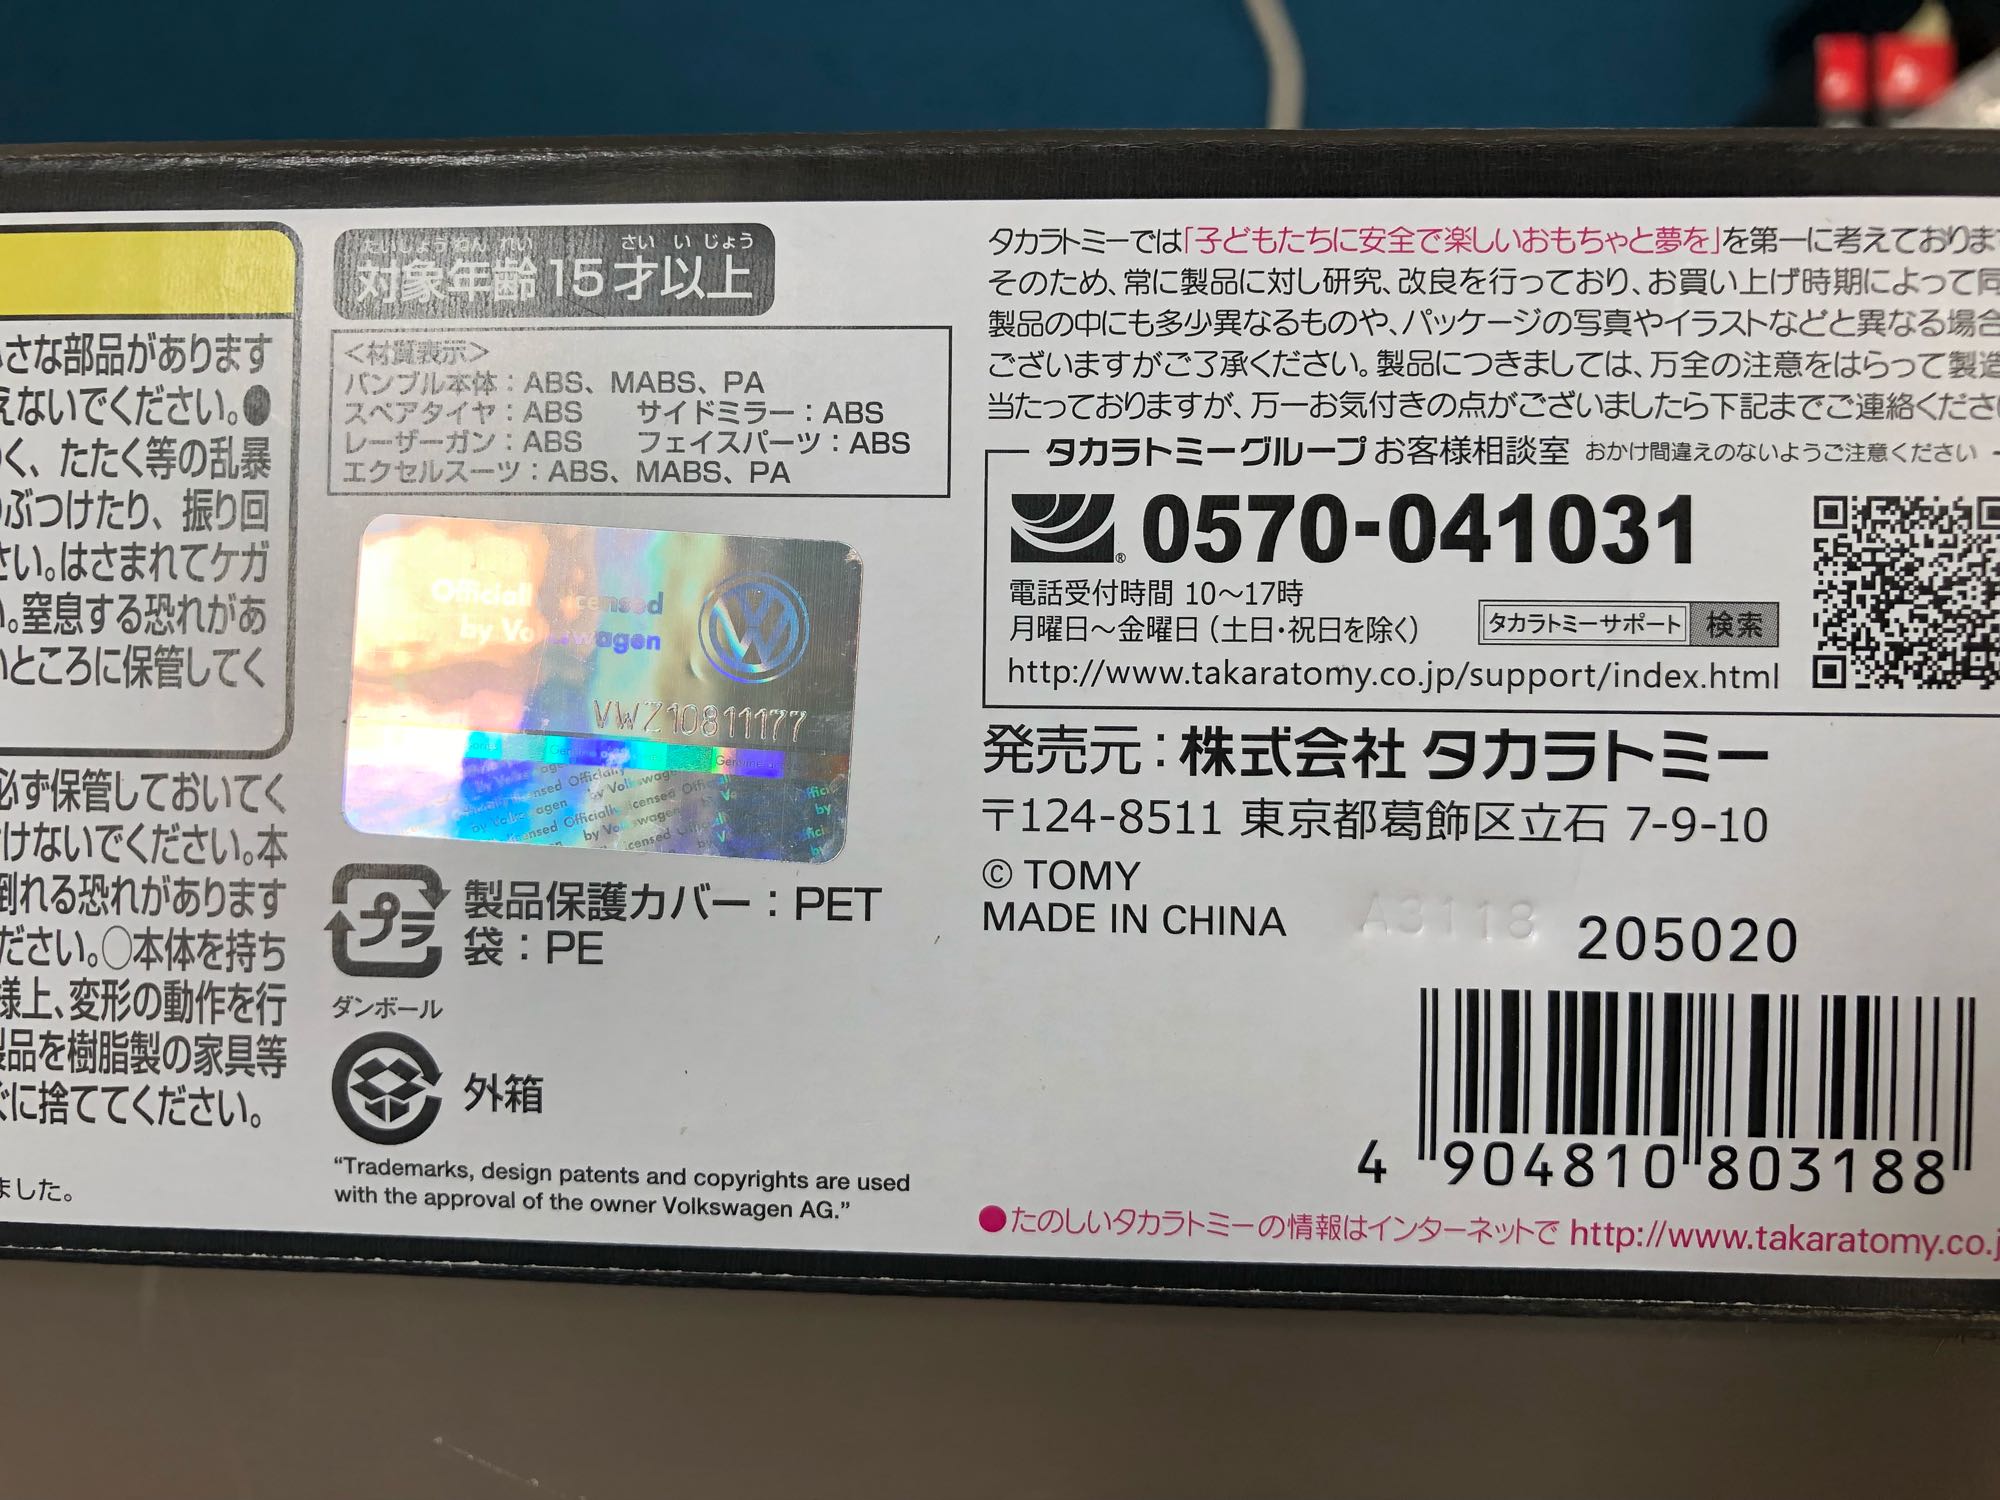 さな部品があります
えないでください。●
く、たたく等の乱暴
ぶつけたり、振り回
さい。はさまれてケガ
い。窒息する恐れがあ
いところに保管してく
必ず保管しておいてく
けないでください。本
倒れる恐れがあります
ださい。○本体を持ち
様上、変形の動作を行
製品を樹脂製の家具等
ぐに捨ててください。
ました。
たいしょうねんれい さいいじょう
対象年齢15才以上
＜材質表示＞
バンブル本体：ABS、MABS、PA
スペアタイヤ：ABS サイドミラー：ABS
レーザーガン：ABS フェイスパーツ：ABS
エクセルスーツ：ABS、MABS、PA
Officially licensed
by Volkswagen
VWZ10811177
プラ
製品保護カバー：PET
袋：PE
ダンボール
外箱
“Trademarks, design patents and copyrights are used
with the approval of the owner Volkswagen AG.”
タカラトミーでは「子どもたちに安全で楽しいおもちゃと夢を」を第一に考えておりま
そのため、常に製品に対し研究、改良を行っており、お買い上げ時期によって同
製品の中にも多少異なるものや、パッケージの写真やイラストなどと異なる場合
ございますがご了承ください。製品につきましては、万全の注意をはらって製造
当たっておりますが、万一お気付きの点がございましたら下記までご連絡くださ
タカラトミーグループお客様相談室 おかけ間違えのないようご注意ください
® 0570-041031
電話受付時間 10～17時
月曜日～金曜日（土日・祝日を除く）
タカラトミーサポート 検索
http://www.takaratomy.co.jp/support/index.html
発売元：株式会社 タカラトミー
〒124-8511 東京都葛飾区立石 7-9-10
© TOMY
MADE IN CHINA A3118 205020
4 904810 803188
●たのしいタカラトミーの情報はインターネットで http://www.takaratomy.co.j